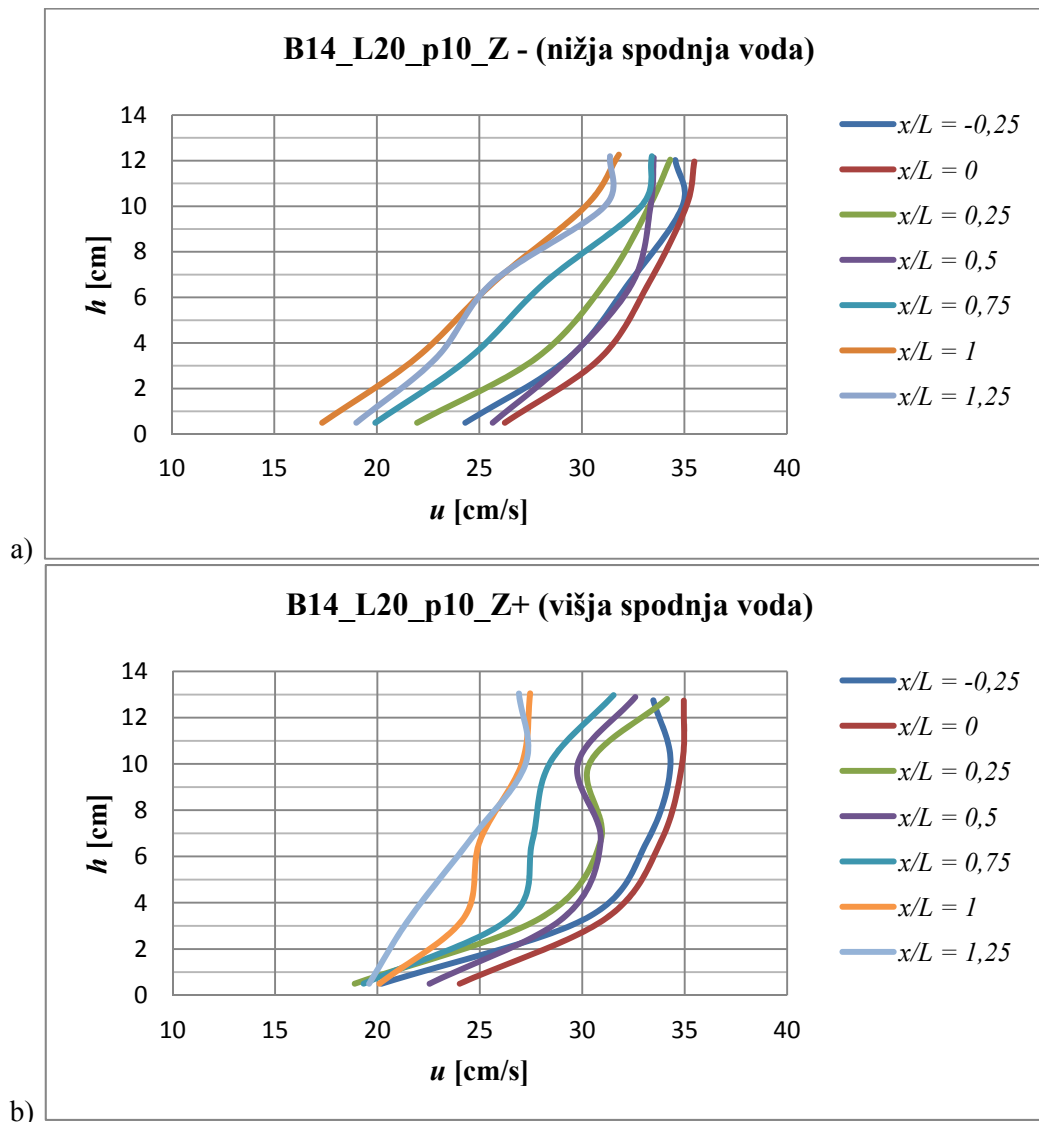 B14_L20_p10_Z - (nižja spodnja voda)
14
12
10
8
6
4
2
0
h [cm]
10 15 20 25 30 35 40
u [cm/s]
x/L = -0,25
x/L = 0
x/L = 0,25
x/L = 0,5
x/L = 0,75
x/L = 1
x/L = 1,25
a)
B14_L20_p10_Z+ (višja spodnja voda)
14
12
10
8
6
4
2
0
h [cm]
10 15 20 25 30 35 40
u [cm/s]
x/L = -0,25
x/L = 0
x/L = 0,25
x/L = 0,5
x/L = 0,75
x/L = 1
x/L = 1,25
b)